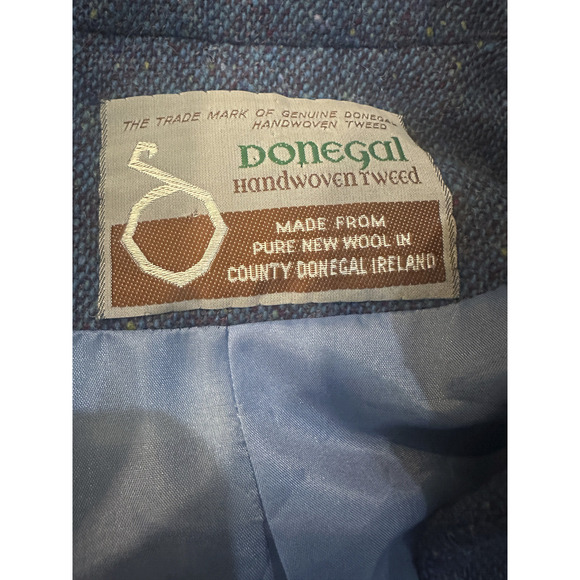 THE TRADE MARK OF GENUINE DONEGAL
HANDWOVEN TWEED
DONEGAL
HANDWOVEN TWEED
MADE FROM
PURE NEW WOOL IN
COUNTY DONEGAL IRELAND